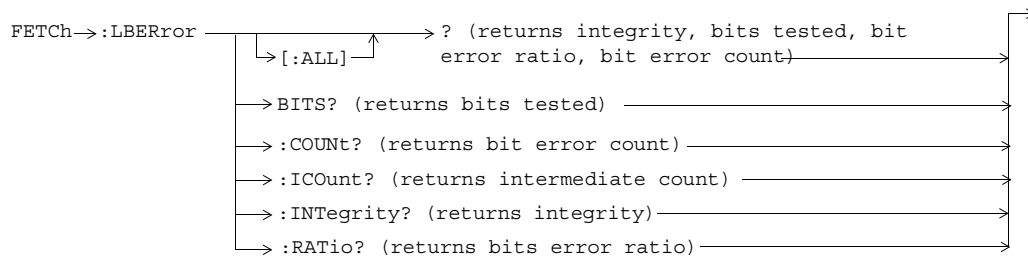 FETCh :LBERror ? (returns integrity, bits tested, bit
[:ALL] error ratio, bit error count)
BITS? (returns bits tested)
:COUNt? (returns bit error count)
:ICOunt? (returns intermediate count)
:INTegrity? (returns integrity)
:RATio? (returns bits error ratio)